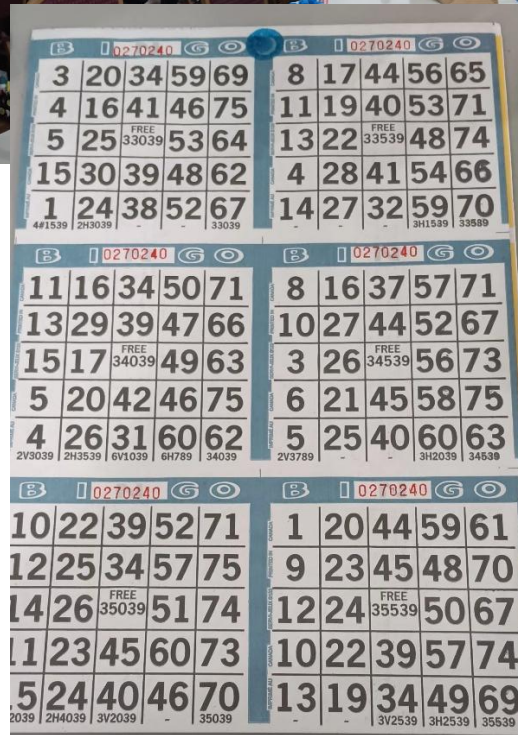 B I 0270240 G O
3 20 34 59 69
4 16 41 46 75
5 25 FREE 33039 53 64
15 30 39 48 62
1 24 38 52 67
4#1539 2H3039 - - 33039
B I 0270240 G O
8 17 44 56 65
11 19 40 53 71
13 22 FREE 33539 48 74
4 28 41 54 66
14 27 32 59 70
- - - 3H1539 33589
B I 0270240 G O
11 16 34 50 71
13 29 39 47 66
15 17 FREE 34039 49 63
5 20 42 46 75
4 26 31 60 62
2V3039 2H3539 6V1039 6H789 34039
B I 0270240 G O
8 16 37 57 71
10 27 44 52 67
3 26 FREE 34539 56 73
6 21 45 58 75
5 25 40 60 63
2V3789 - - 3H2039 34539
B I 0270240 G O
10 22 39 52 71
12 25 34 57 75
14 26 FREE 35039 51 74
11 23 45 60 73
15 24 40 46 70
2039 2H4039 3V2039 - 35039
B I 0270240 G O
1 20 44 59 61
9 23 45 48 70
12 24 FREE 35539 50 67
10 22 39 57 74
13 19 34 49 69
- - 3V2539 3H2539 35539